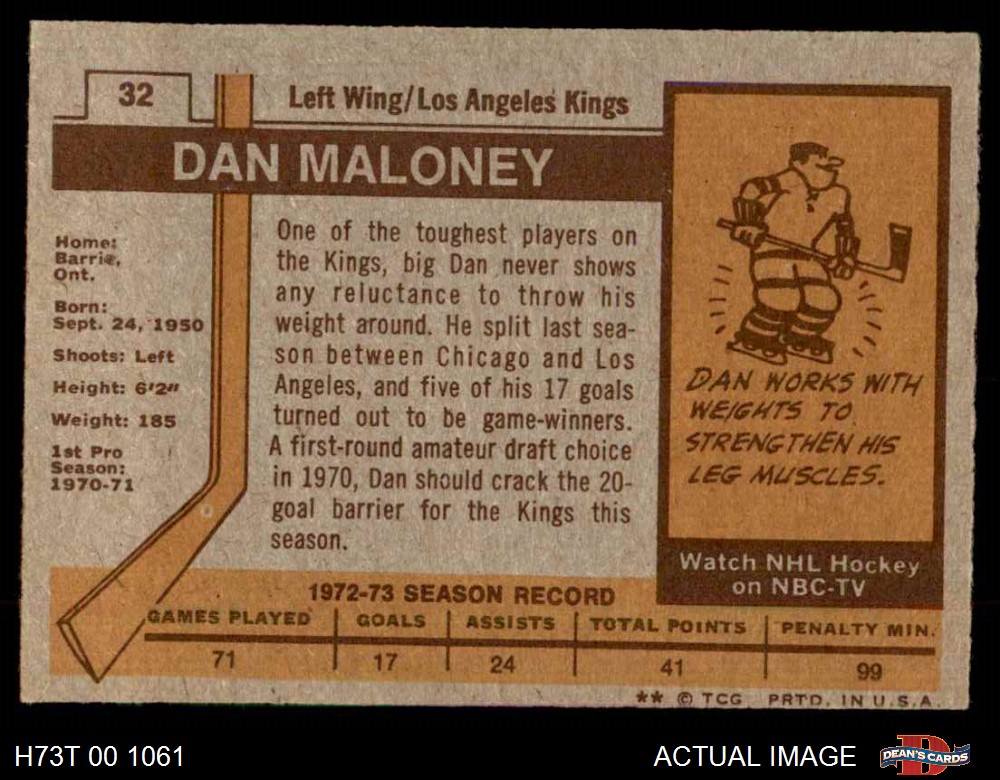 32
Left Wing/Los Angeles Kings
DAN MALONEY
Home:
Barrie,
Ont.
Born:
Sept. 24, 1950
Shoots: Left
Height: 6'2"
Weight: 185
1st Pro
Season:
1970-71
One of the toughest players on
the Kings, big Dan never shows
any reluctance to throw his
weight around. He split last sea-
son between Chicago and Los
Angeles, and five of his 17 goals
turned out to be game-winners.
A first-round amateur draft choice
in 1970, Dan should crack the 20-
goal barrier for the Kings this
season.
DAN WORKS WITH
WEIGHTS TO
STRENGTHEN HIS
LEG MUSCLES.
Watch NHL Hockey
on NBC-TV
1972-73 SEASON RECORD
GAMES PLAYED GOALS ASSISTS TOTAL POINTS PENALTY MIN.
71 17 24 41 99
** © TCG PRTD. IN U.S.A.
H73T 00 1061
ACTUAL IMAGE
DEAN'S CARDS